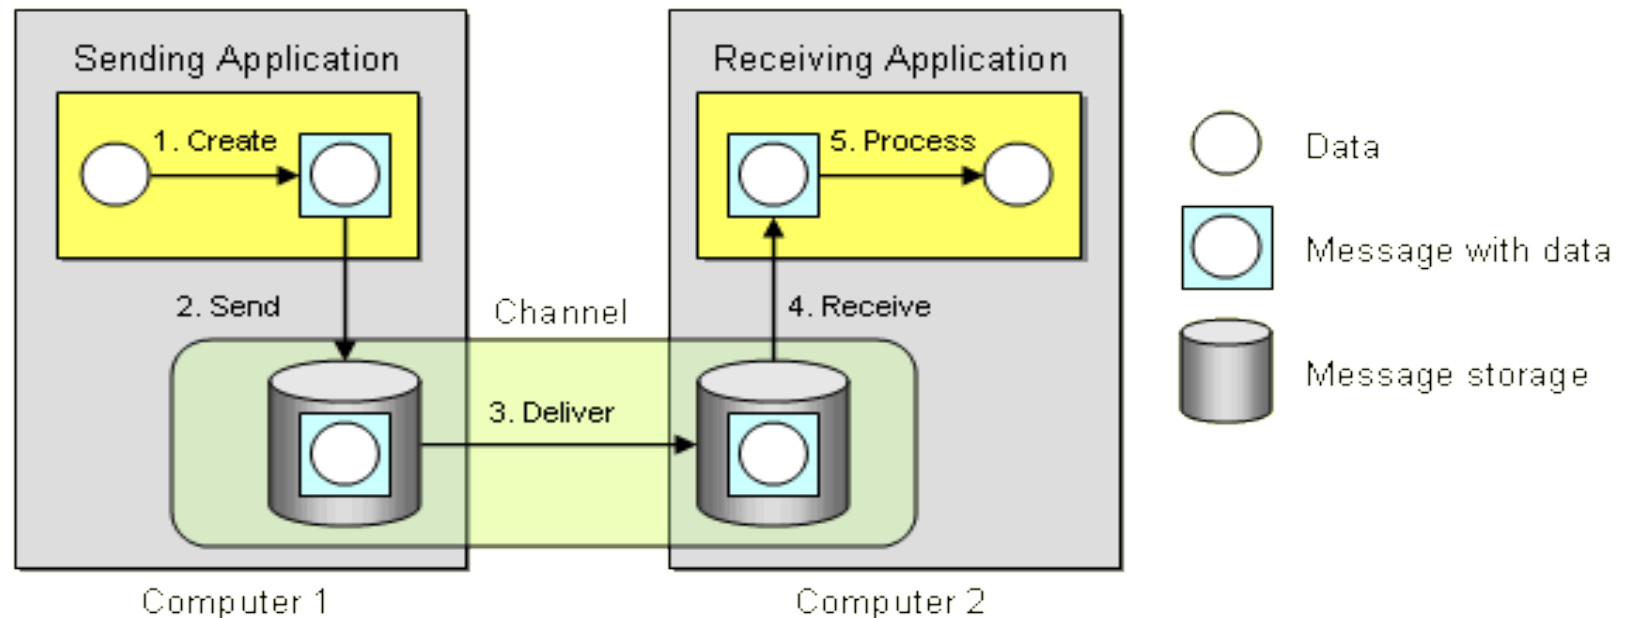 Sending Application
1. Create
2. Send
Channel
3. Deliver
Computer 1
Receiving Application
5. Process
4. Receive
Computer 2
Data
Message with data
Message storage